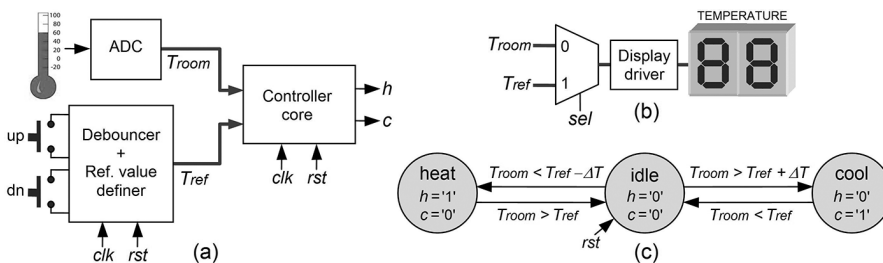 100
80
60
40
20
0
-20
ADC
Troom
Controller
core
h
c
clk
rst
up
dn
Debouncer
+
Ref. value
definer
Tref
clk
rst
(a)
TEMPERATURE
Troom
0
Tref
1
sel
Display
driver
88
(b)
heat
h = '1'
c = '0'
Troom < Tref – ΔT
Troom > Tref
idle
h = '0'
c = '0'
rst
Troom > Tref + ΔT
Troom < Tref
cool
h = '0'
c = '1'
(c)